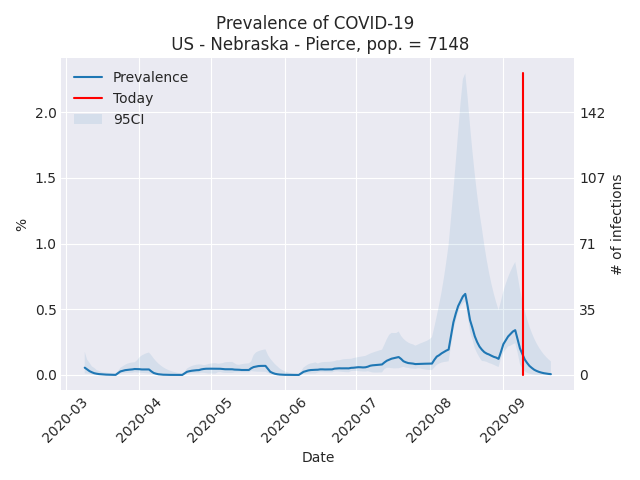 Prevalence of COVID-19
US - Nebraska - Pierce, pop. = 7148
Prevalence
Today
95CI
%
2.0
1.5
1.0
0.5
0.0
142
107
71
35
0
# of infections
2020-03
2020-04
2020-05
2020-06
2020-07
2020-08
2020-09
Date